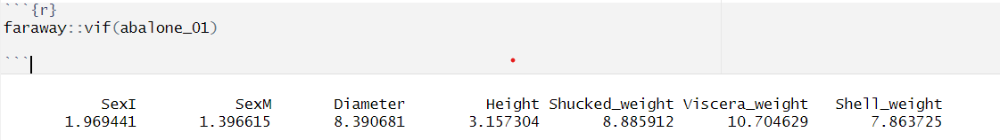 ```{r}
faraway::vif(abalone_01)
```
SexI SexM Diameter Height Shucked_weight Viscera_weight Shell_weight
1.969441 1.396615 8.390681 3.157304 8.885912 10.704629 7.863725